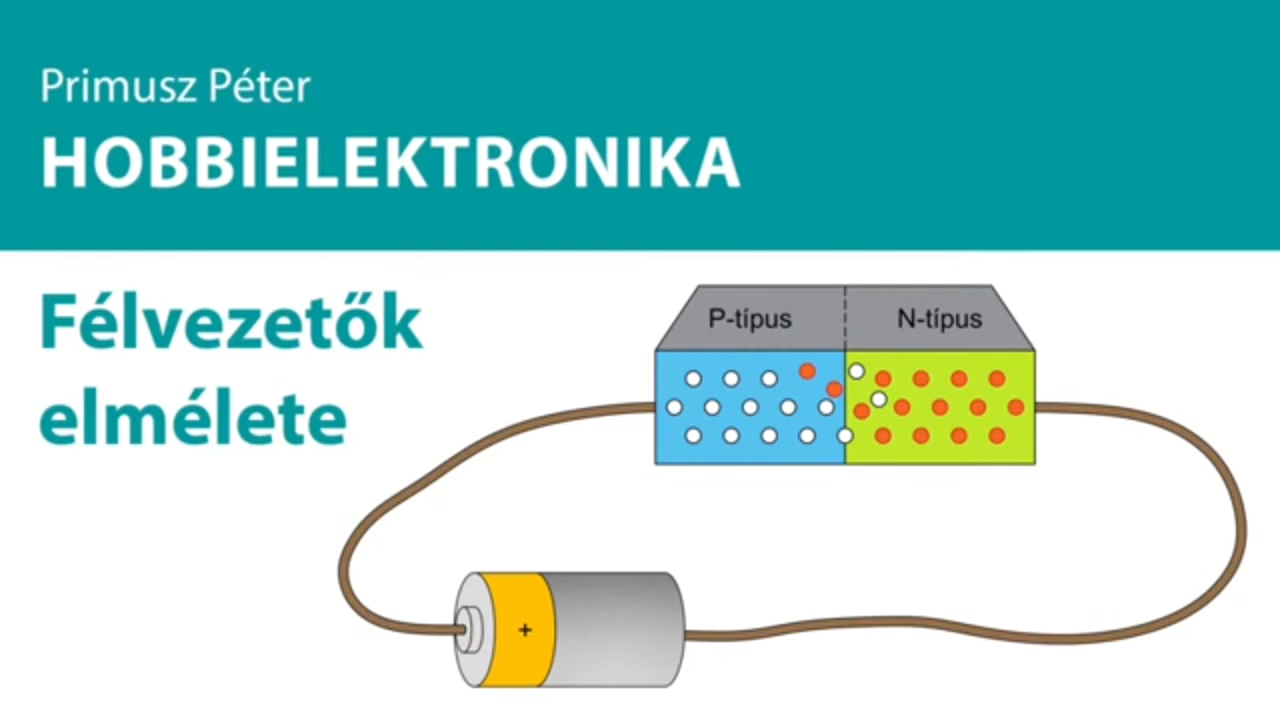 Primusz Péter
HOBBIELEKTRONIKA
Félvezetők
elmélete
P-típus
N-típus
+